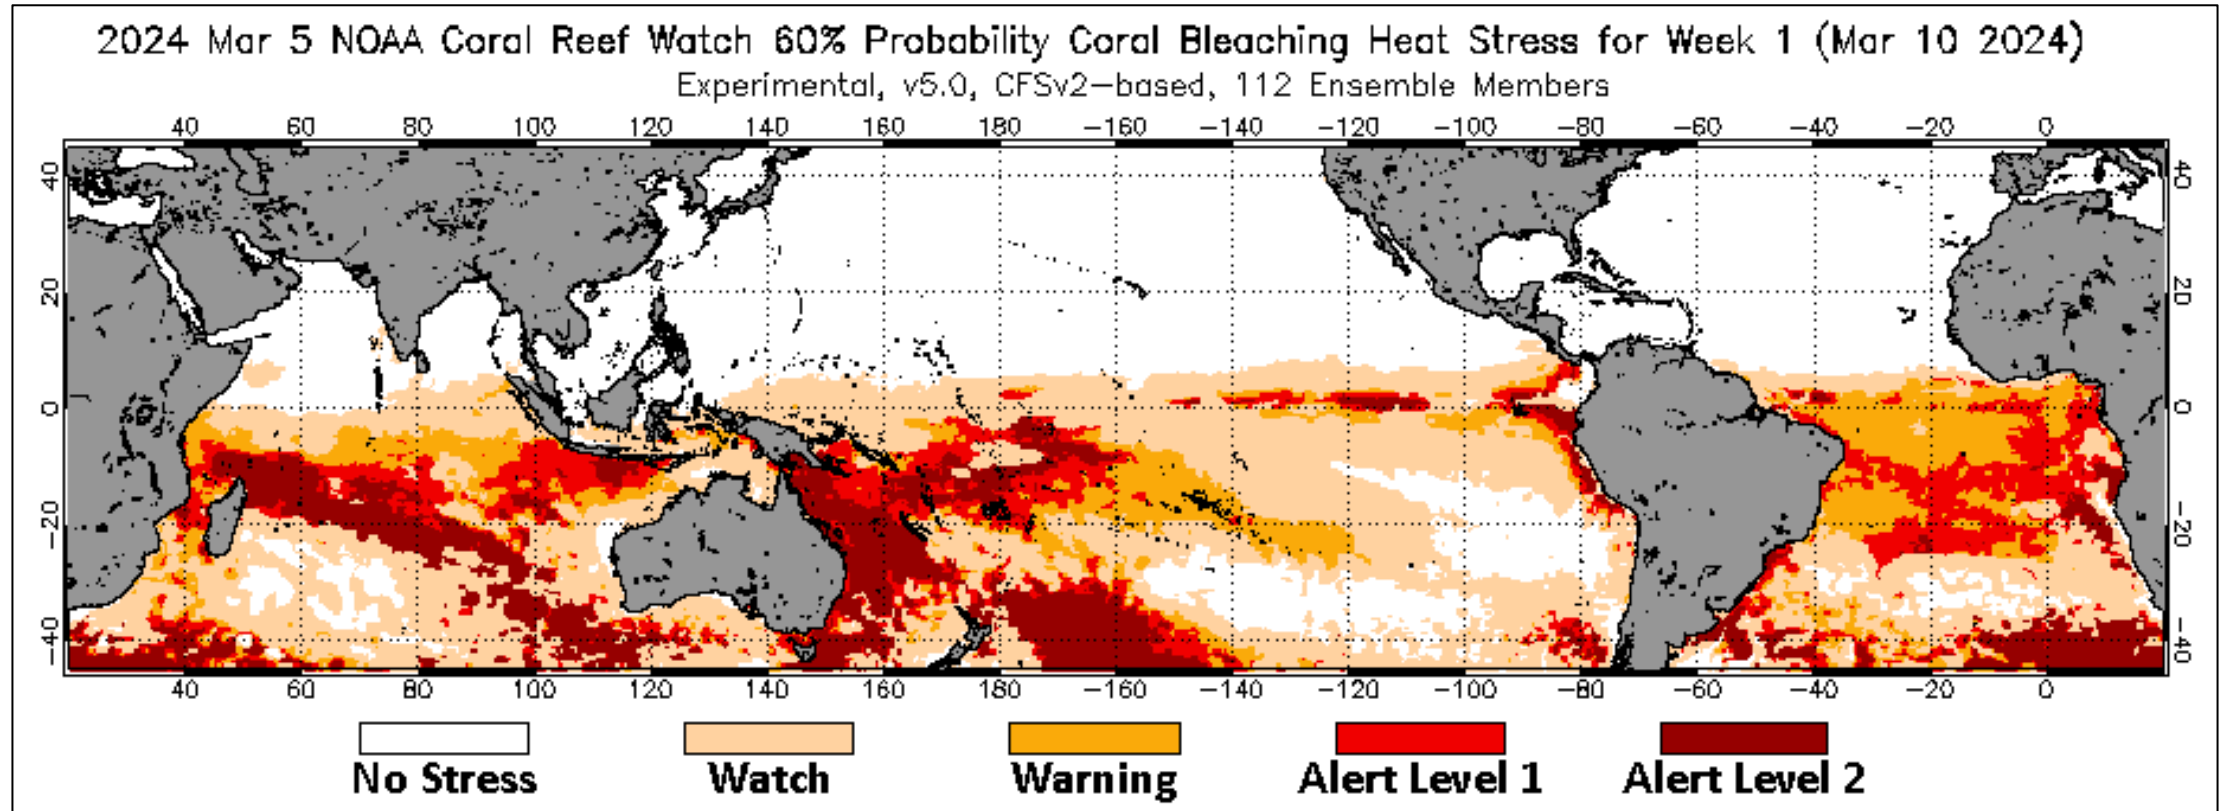 2024 Mar 5 NOAA Coral Reef Watch 60% Probability Coral Bleaching Heat Stress for Week 1 (Mar 10 2024)
Experimental, v5.0, CFSv2-based, 112 Ensemble Members
40 60 80 100 120 140 160 180 -160 -140 -120 -100 -80 -60 -40 -20 0
40 40
20 20
0 0
-20 -20
-40 -40
40 60 80 100 120 140 160 180 -160 -140 -120 -100 -80 -60 -40 -20 0
No Stress Watch Warning Alert Level 1 Alert Level 2